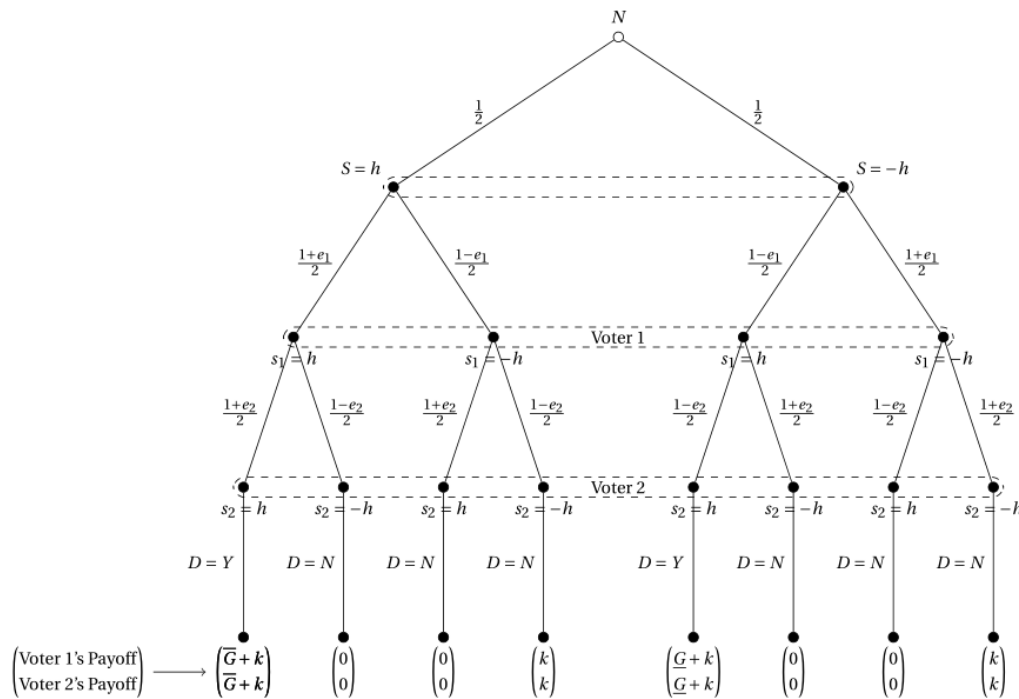 N
1/2 1/2
S = h S = −h
(1+e₁)/2 (1−e₁)/2 (1−e₁)/2 (1+e₁)/2
Voter 1
s₁ = h s₁ = −h s₁ = h s₁ = −h
(1+e₂)/2 (1−e₂)/2 (1+e₂)/2 (1−e₂)/2 (1−e₂)/2 (1+e₂)/2 (1−e₂)/2 (1+e₂)/2
Voter 2
s₂ = h s₂ = −h s₂ = h s₂ = −h s₂ = h s₂ = −h s₂ = h s₂ = −h
D = Y D = N D = N D = N D = Y D = N D = N D = N
(Voter 1's Payoff) → (G̅ + k) (0) (0) (k) (G̲ + k) (0) (0) (k)
(Voter 2's Payoff) (G̅ + k) (0) (0) (k) (G̲ + k) (0) (0) (k)